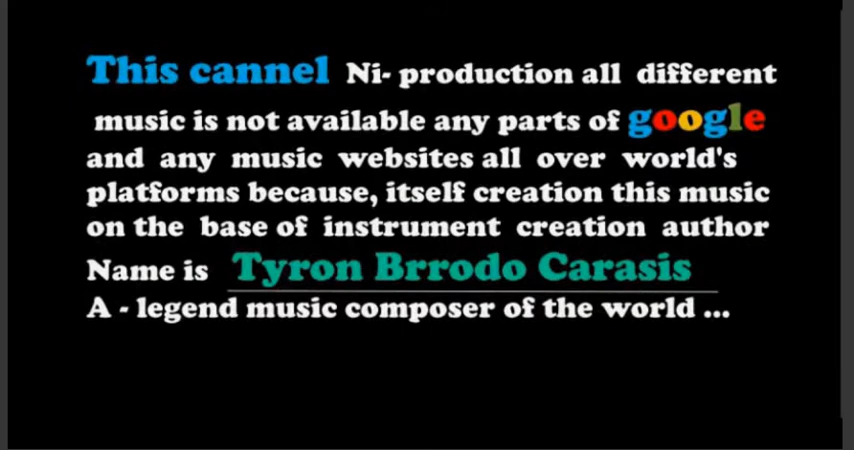 This cannel Ni- production all different
music is not available any parts of google
and any music websites all over world's
platforms because, itself creation this music
on the base of instrument creation author
Name is Tyron Brrodo Carasis
A - legend music composer of the world ...